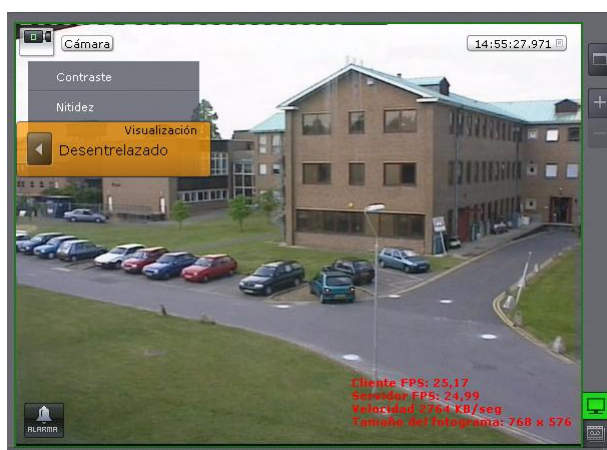 Cámara
14:55:27.971
Contraste
Nitidez
Visualización
Desentrelazado
Cliente FPS: 25,17
Servidor FPS: 24,99
Velocidad 2764 KB/seg
Tamaño del fotograma: 768 x 576
ALARMA